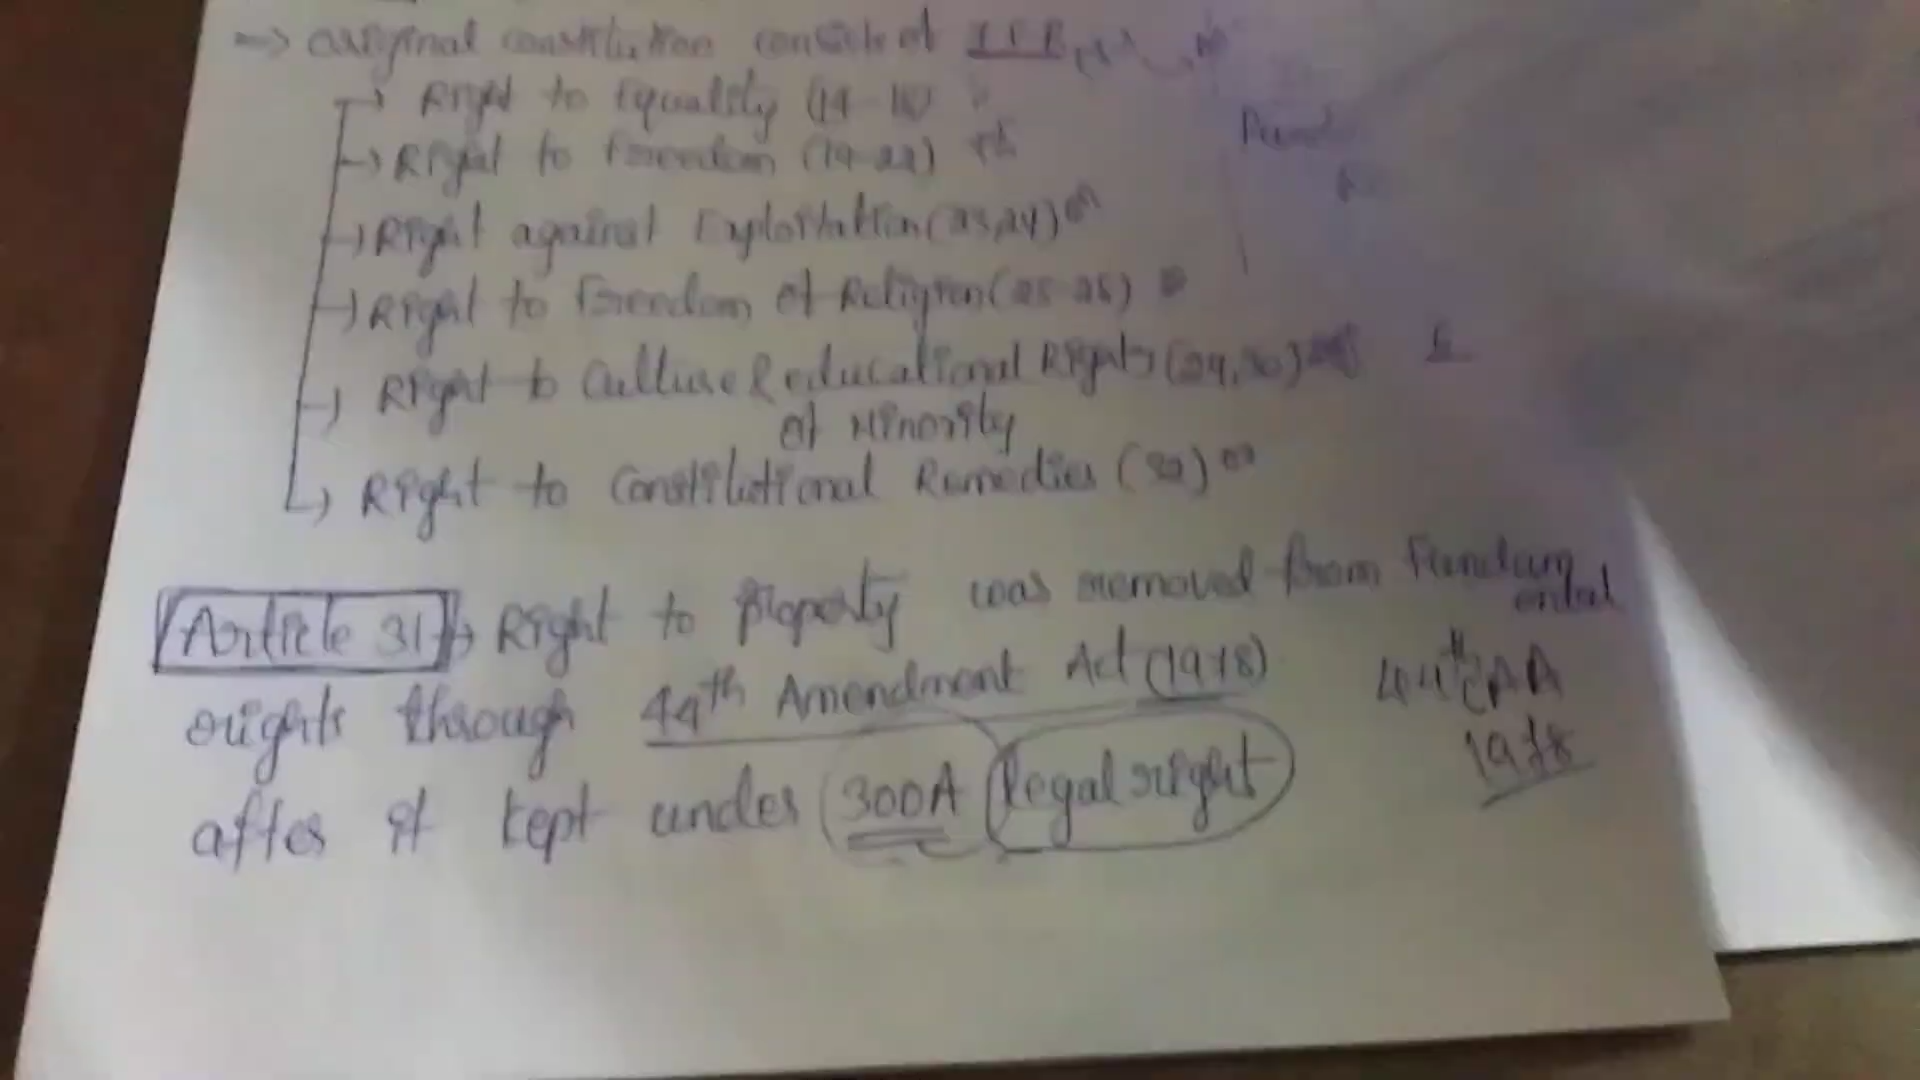 => original constitution consists of
→ Right to Equality (14-18)
→ Right to Freedom (19-22)
→ Right against Exploitation (23,24)
→ Right to Freedom of Religion (25-28)
→ Right to Culture & educational Rights (29,30)
of Minority
→ Right to Constitutional Remedies (32)
Article 31 → Right to property was removed from Fundam
ental
rights through 44th Amendment Act (1978)
44th CAA
1978
after it kept under 300A legal right